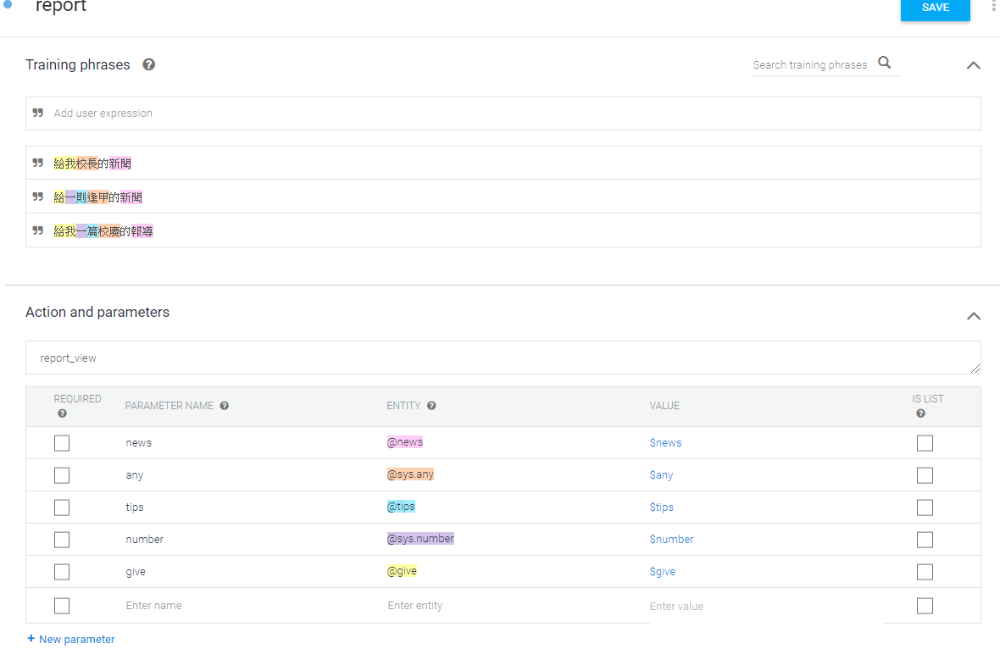 report
SAVE
Training phrases
Search training phrases
Add user expression
給我校長的新聞
給一則逢甲的新聞
給我一篇校慶的報導
Action and parameters
report_view
REQUIRED PARAMETER NAME ENTITY VALUE IS LIST
news @news $news
any @sys.any $any
tips @tips $tips
number @sys.number $number
give @give $give
Enter name Enter entity Enter value
+ New parameter